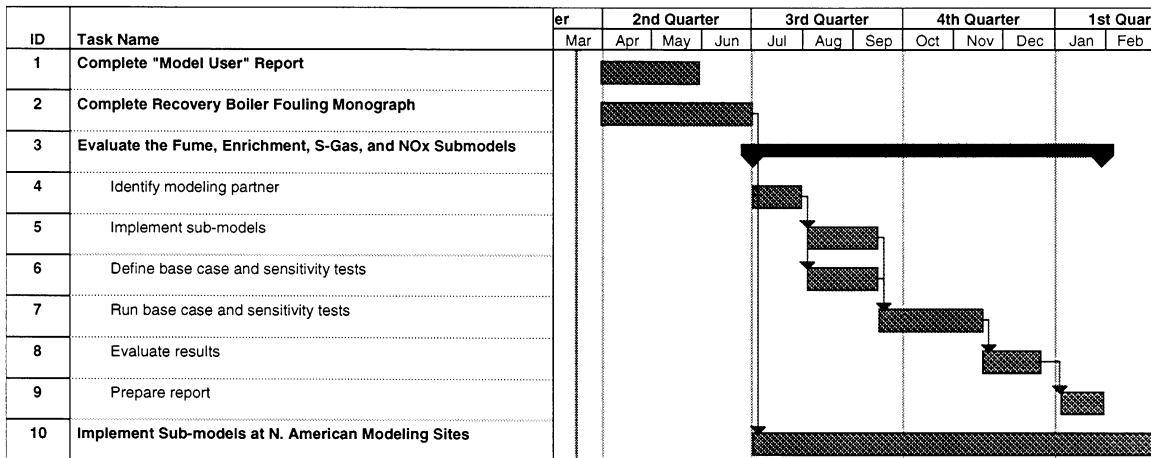 er 2nd Quarter 3rd Quarter 4th Quarter 1st Quar
ID Task Name Mar Apr May Jun Jul Aug Sep Oct Nov Dec Jan Feb
1 Complete "Model User" Report
2 Complete Recovery Boiler Fouling Monograph
3 Evaluate the Fume, Enrichment, S-Gas, and NOx Submodels
4 Identify modeling partner
5 Implement sub-models
6 Define base case and sensitivity tests
7 Run base case and sensitivity tests
8 Evaluate results
9 Prepare report
10 Implement Sub-models at N. American Modeling Sites